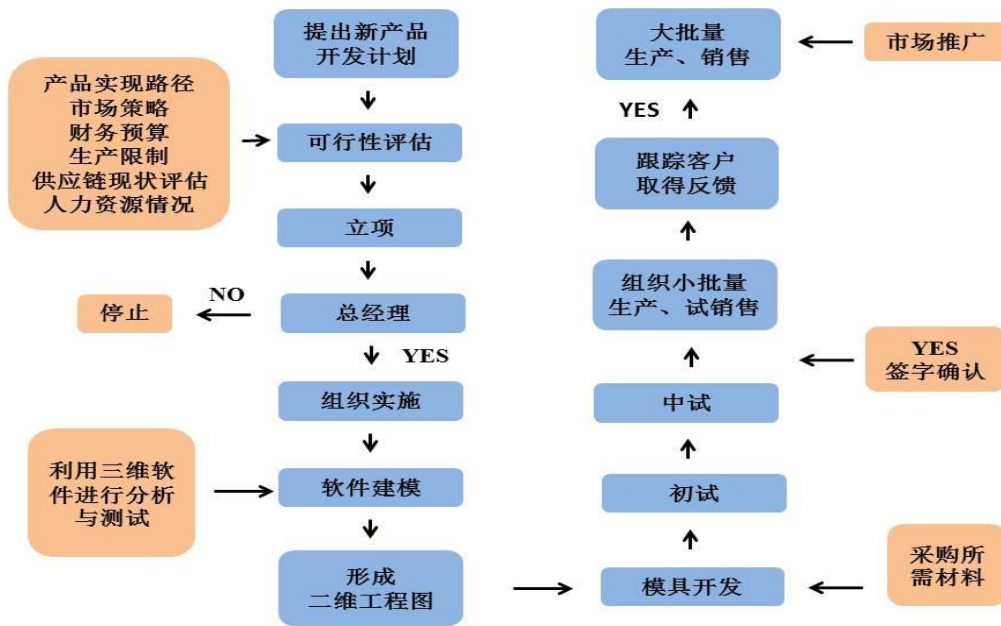 提出新产品
开发计划
产品实现路径
市场策略
财务预算
生产限制
供应链现状评估
人力资源情况
可行性评估
立项
NO
停止
总经理
YES
组织实施
利用三维软
件进行分析
与测试
软件建模
形成
二维工程图
大批量
生产、销售
市场推广
YES
跟踪客户
取得反馈
组织小批量
生产、试销售
YES
签字确认
中试
初试
模具开发
采购所
需材料